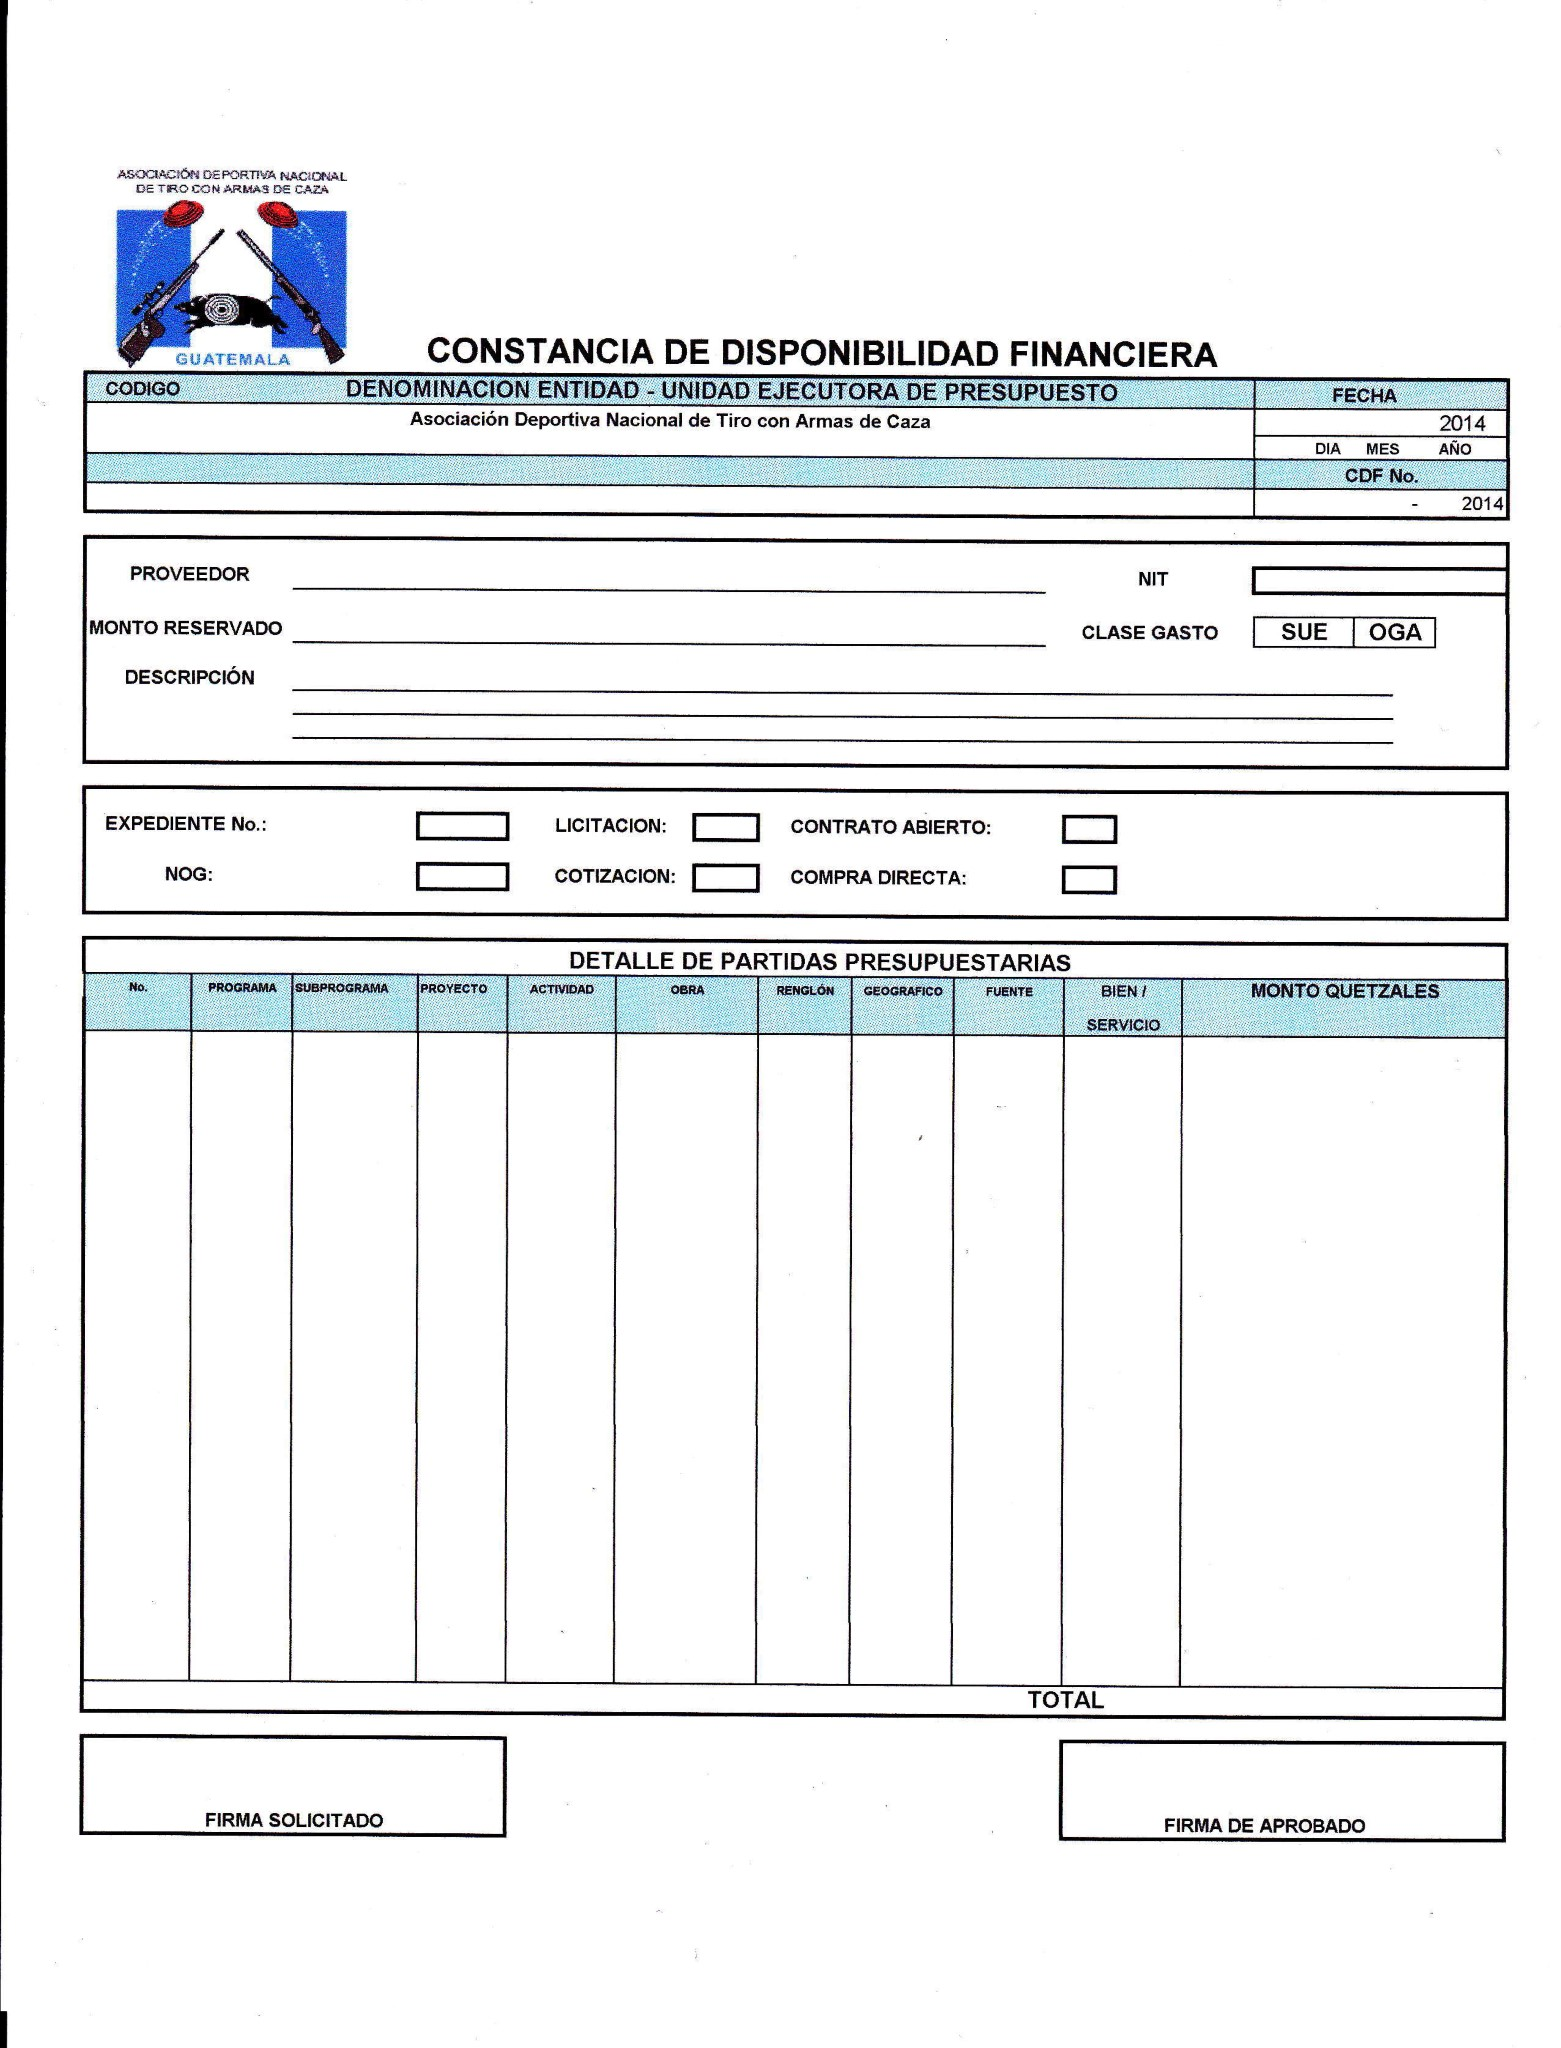 ASOCIACIÓN DEPORTIVA NACIONAL
DE TIRO CON ARMAS DE CAZA
GUATEMALA
CONSTANCIA DE DISPONIBILIDAD FINANCIERA
CODIGO DENOMINACION ENTIDAD - UNIDAD EJECUTORA DE PRESUPUESTO FECHA
Asociación Deportiva Nacional de Tiro con Armas de Caza 2014
DIA MES AÑO
CDF No.
- 2014
PROVEEDOR NIT
MONTO RESERVADO CLASE GASTO SUE OGA
DESCRIPCIÓN
EXPEDIENTE No.: LICITACION: CONTRATO ABIERTO:
NOG: COTIZACION: COMPRA DIRECTA:
DETALLE DE PARTIDAS PRESUPUESTARIAS
No. PROGRAMA SUBPROGRAMA PROYECTO ACTIVIDAD OBRA RENGLÓN GEOGRAFICO FUENTE BIEN / MONTO QUETZALES
SERVICIO
TOTAL
FIRMA SOLICITADO FIRMA DE APROBADO